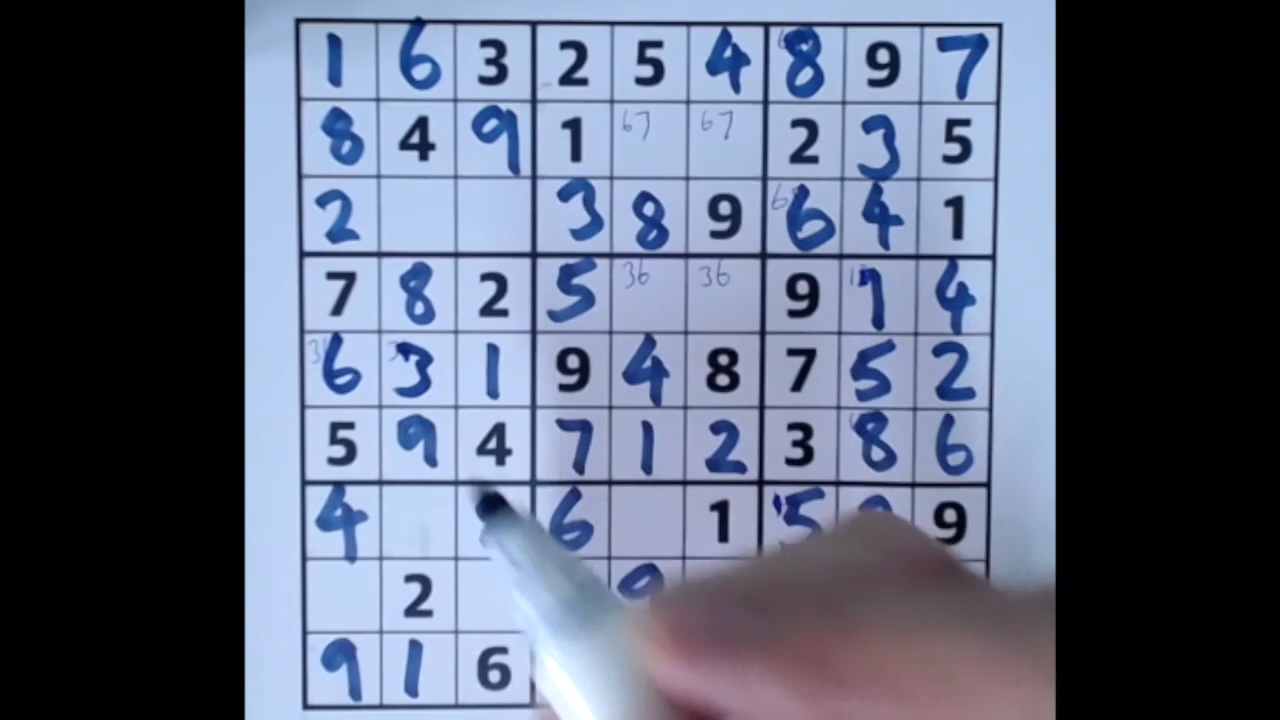 1 6 3 2 5 4 8 9 7
8 4 9 1 67 67 2 3 5
2 3 8 9 6 4 1
7 8 2 5 36 36 9 1 4
6 3 1 9 4 8 7 5 2
5 9 4 7 1 2 3 8 6
4 6 1 5 9
2 9
9 1 6